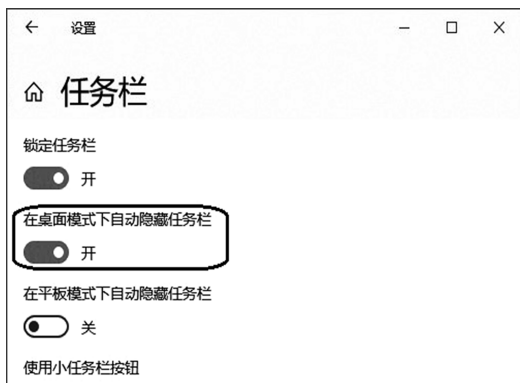 设置
任务栏
锁定任务栏
开
在桌面模式下自动隐藏任务栏
开
在平板模式下自动隐藏任务栏
关
使用小任务栏按钮